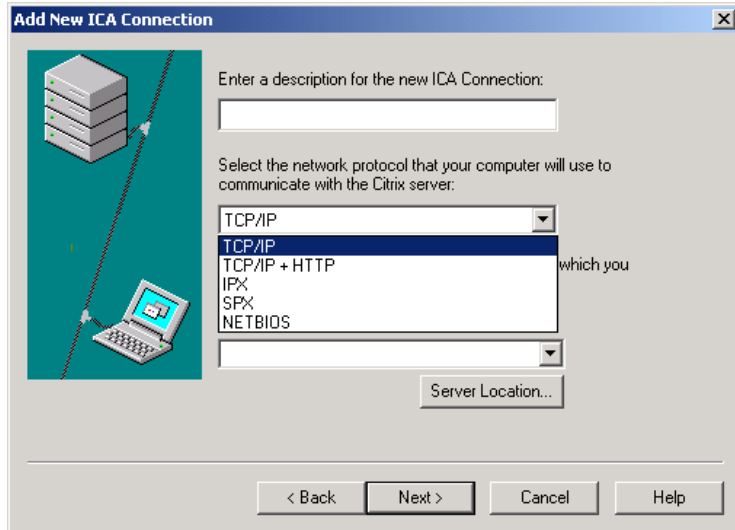 Add New ICA Connection
Enter a description for the new ICA Connection:
Select the network protocol that your computer will use to
communicate with the Citrix server:
TCP/IP
TCP/IP
TCP/IP + HTTP
which you
IPX
SPX
NETBIOS
Server Location...
< Back
Next >
Cancel
Help